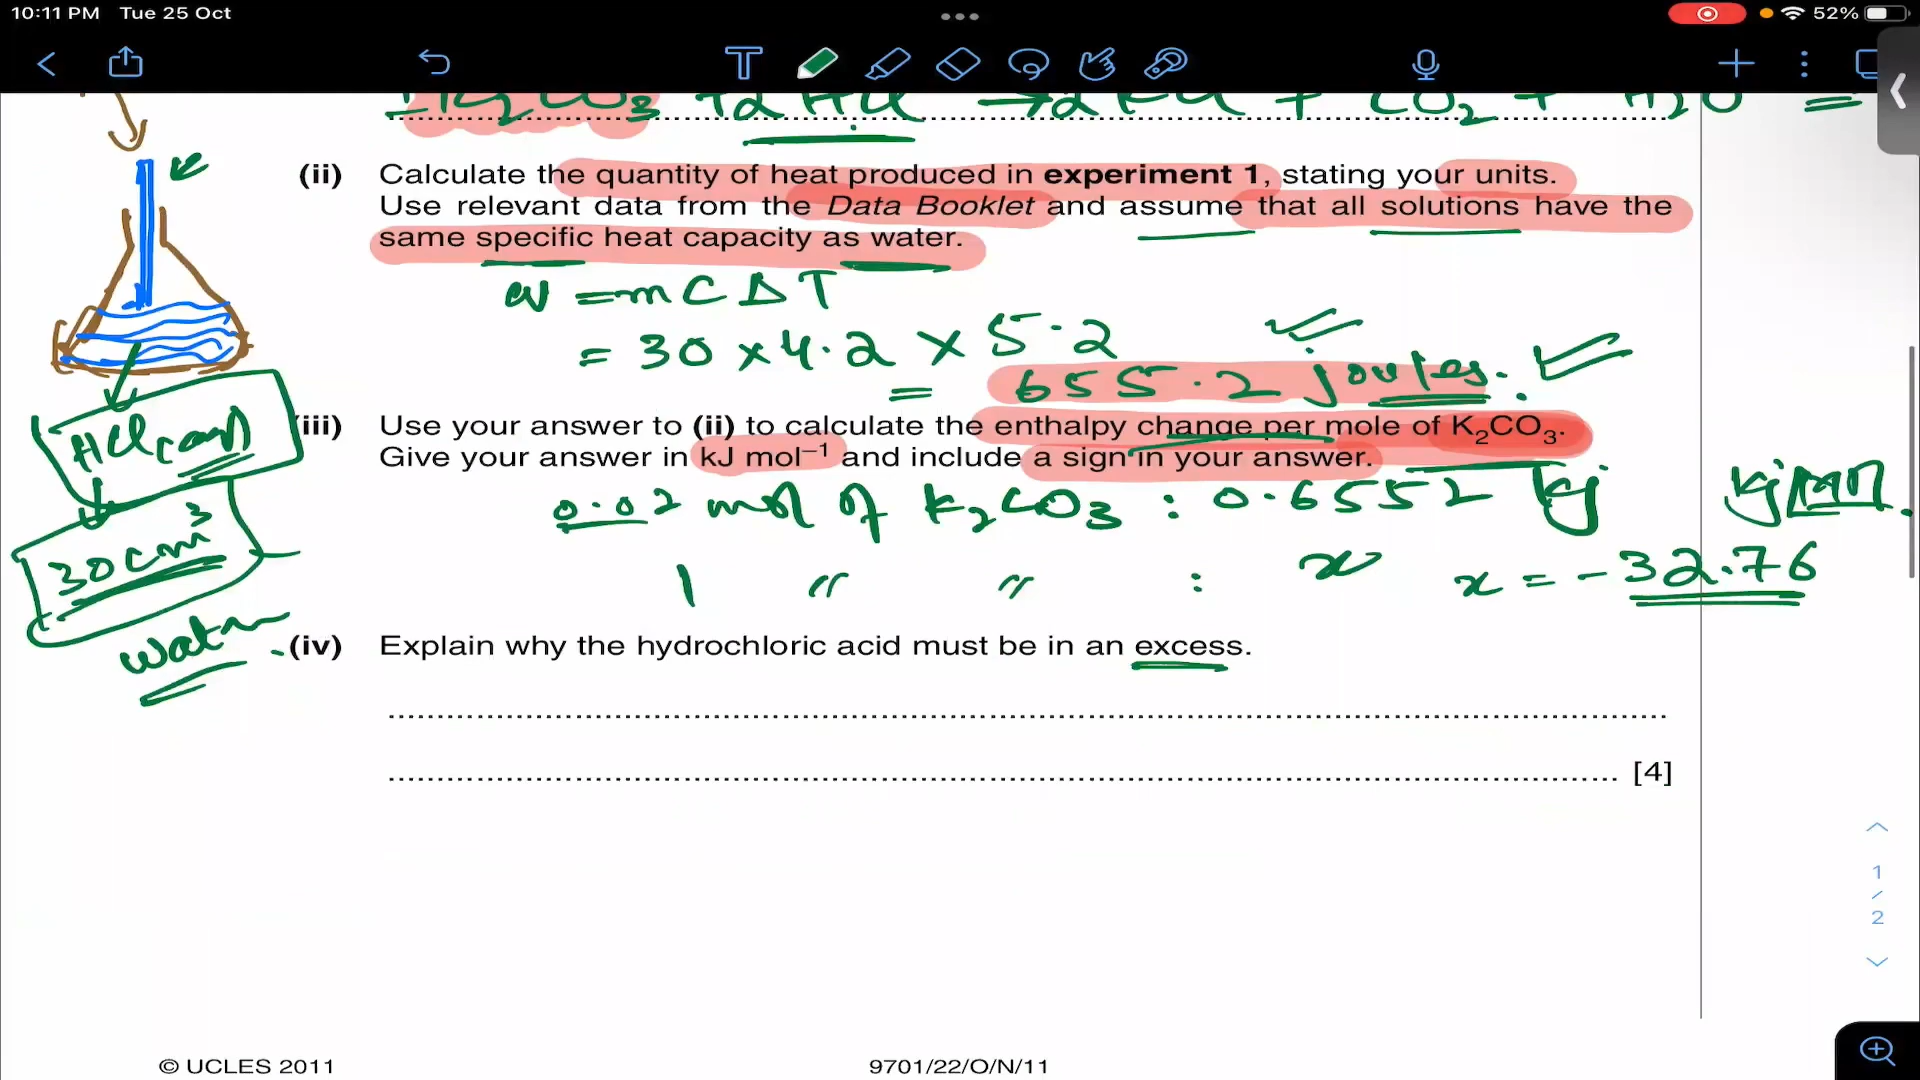 10:11 PM Tue 25 Oct
52%
K₂CO₃ + 2HCl → 2KCl + CO₂ + H₂O
(ii) Calculate the quantity of heat produced in experiment 1, stating your units.
Use relevant data from the Data Booklet and assume that all solutions have the
same specific heat capacity as water.
= m C Δ T
= 30 × 4.2 × 5.2
= 655.2 joules.
(iii) Use your answer to (ii) to calculate the enthalpy change per mole of K₂CO₃.
Give your answer in kJ mol⁻¹ and include a sign in your answer.
0.02 mol of K₂CO₃ : 0.6552 kj
1 〃 〃 : x x = -32.76
kj/mol.
HCl(aq)
30cm³
water
(iv) Explain why the hydrochloric acid must be in an excess.
[4]
1
/
2
© UCLES 2011 9701/22/O/N/11